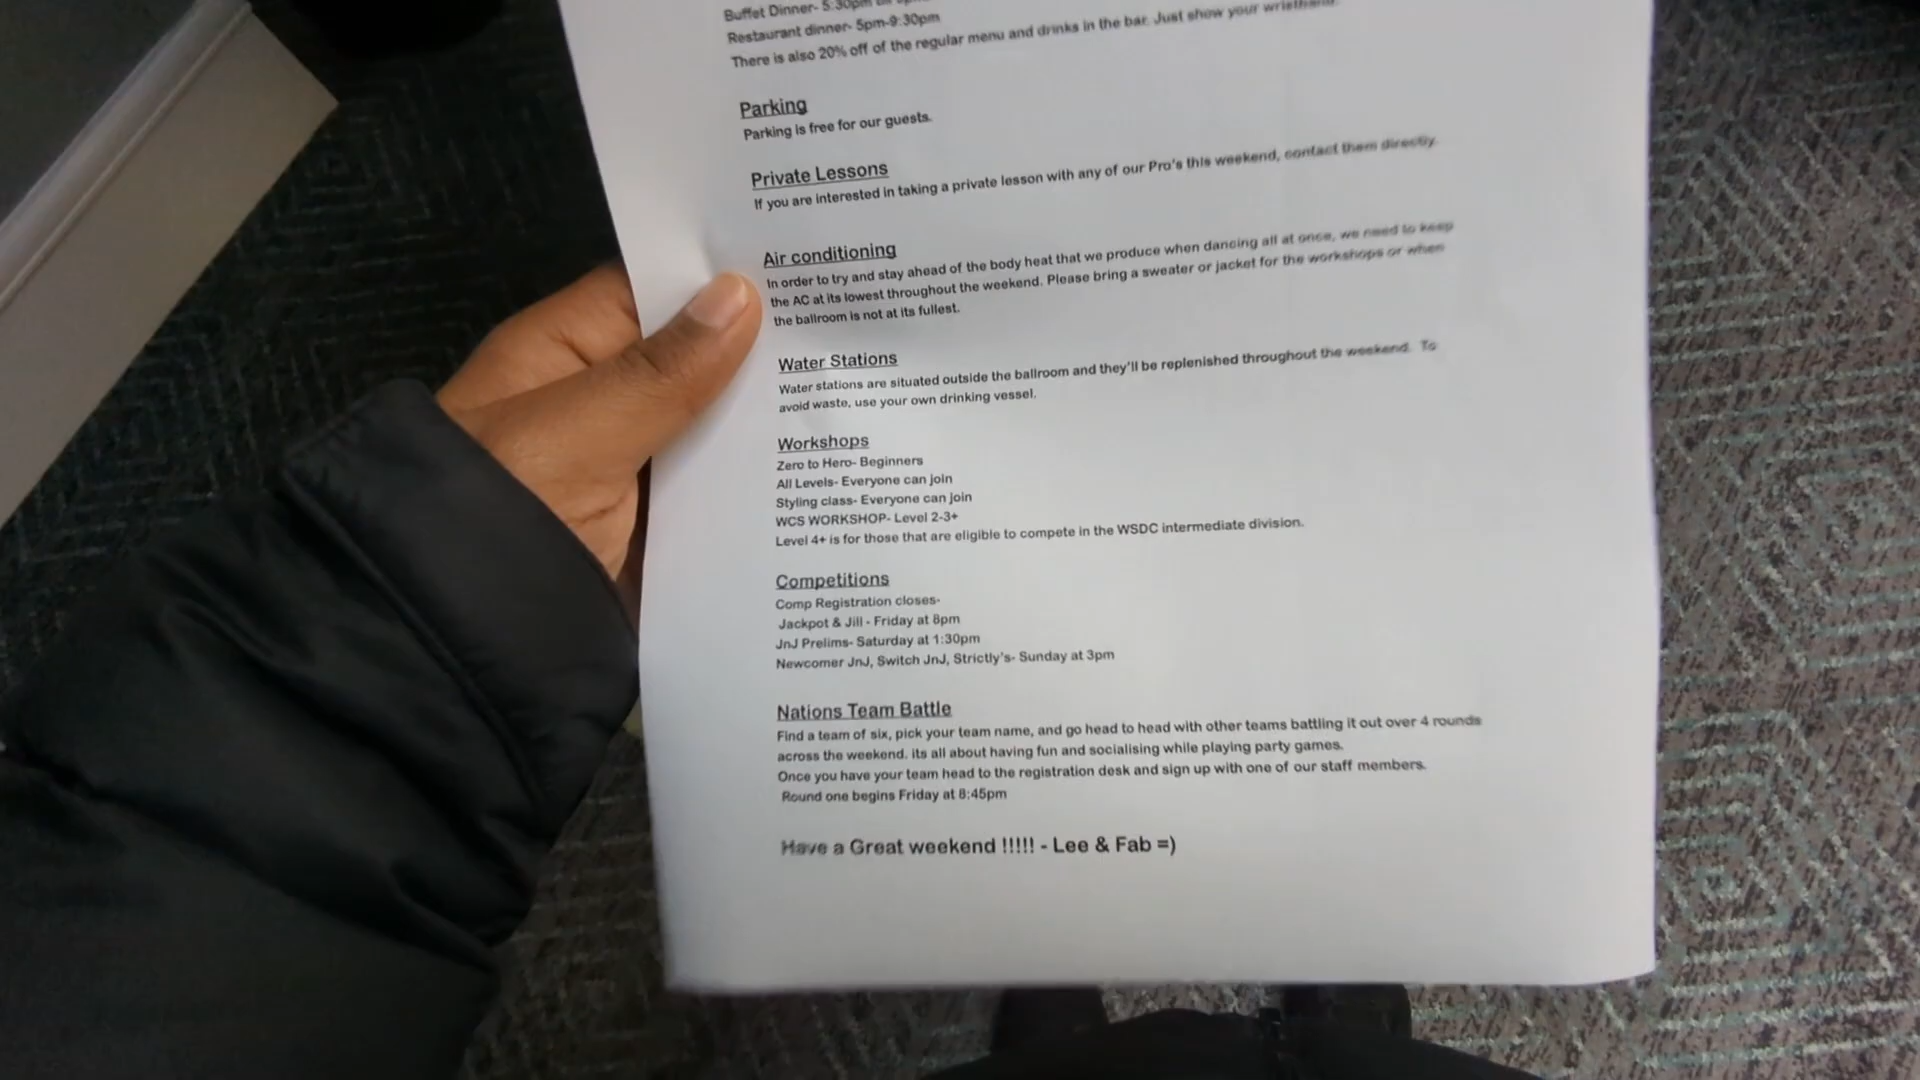 Buffet Dinner- 5:30pm
Restaurant dinner- 5pm-9:30pm
There is also 20% off of the regular menu and drinks in the bar. Just show your wristband.
Parking
Parking is free for our guests.
Private Lessons
If you are interested in taking a private lesson with any of our Pro's this weekend, contact them directly.
Air conditioning
In order to try and stay ahead of the body heat that we produce when dancing all at once, we need to keep
the AC at its lowest throughout the weekend. Please bring a sweater or jacket for the workshops or when
the ballroom is not at its fullest.
Water Stations
Water stations are situated outside the ballroom and they'll be replenished throughout the weekend. To
avoid waste, use your own drinking vessel.
Workshops
Zero to Hero- Beginners
All Levels- Everyone can join
Styling class- Everyone can join
WCS WORKSHOP- Level 2-3+
Level 4+ is for those that are eligible to compete in the WSDC intermediate division.
Competitions
Comp Registration closes-
Jackpot & Jill - Friday at 8pm
JnJ Prelims- Saturday at 1:30pm
Newcomer JnJ, Switch JnJ, Strictly's- Sunday at 3pm
Nations Team Battle
Find a team of six, pick your team name, and go head to head with other teams battling it out over 4 rounds
across the weekend. its all about having fun and socialising while playing party games.
Once you have your team head to the registration desk and sign up with one of our staff members.
Round one begins Friday at 8:45pm
Have a Great weekend !!!!! - Lee & Fab =)